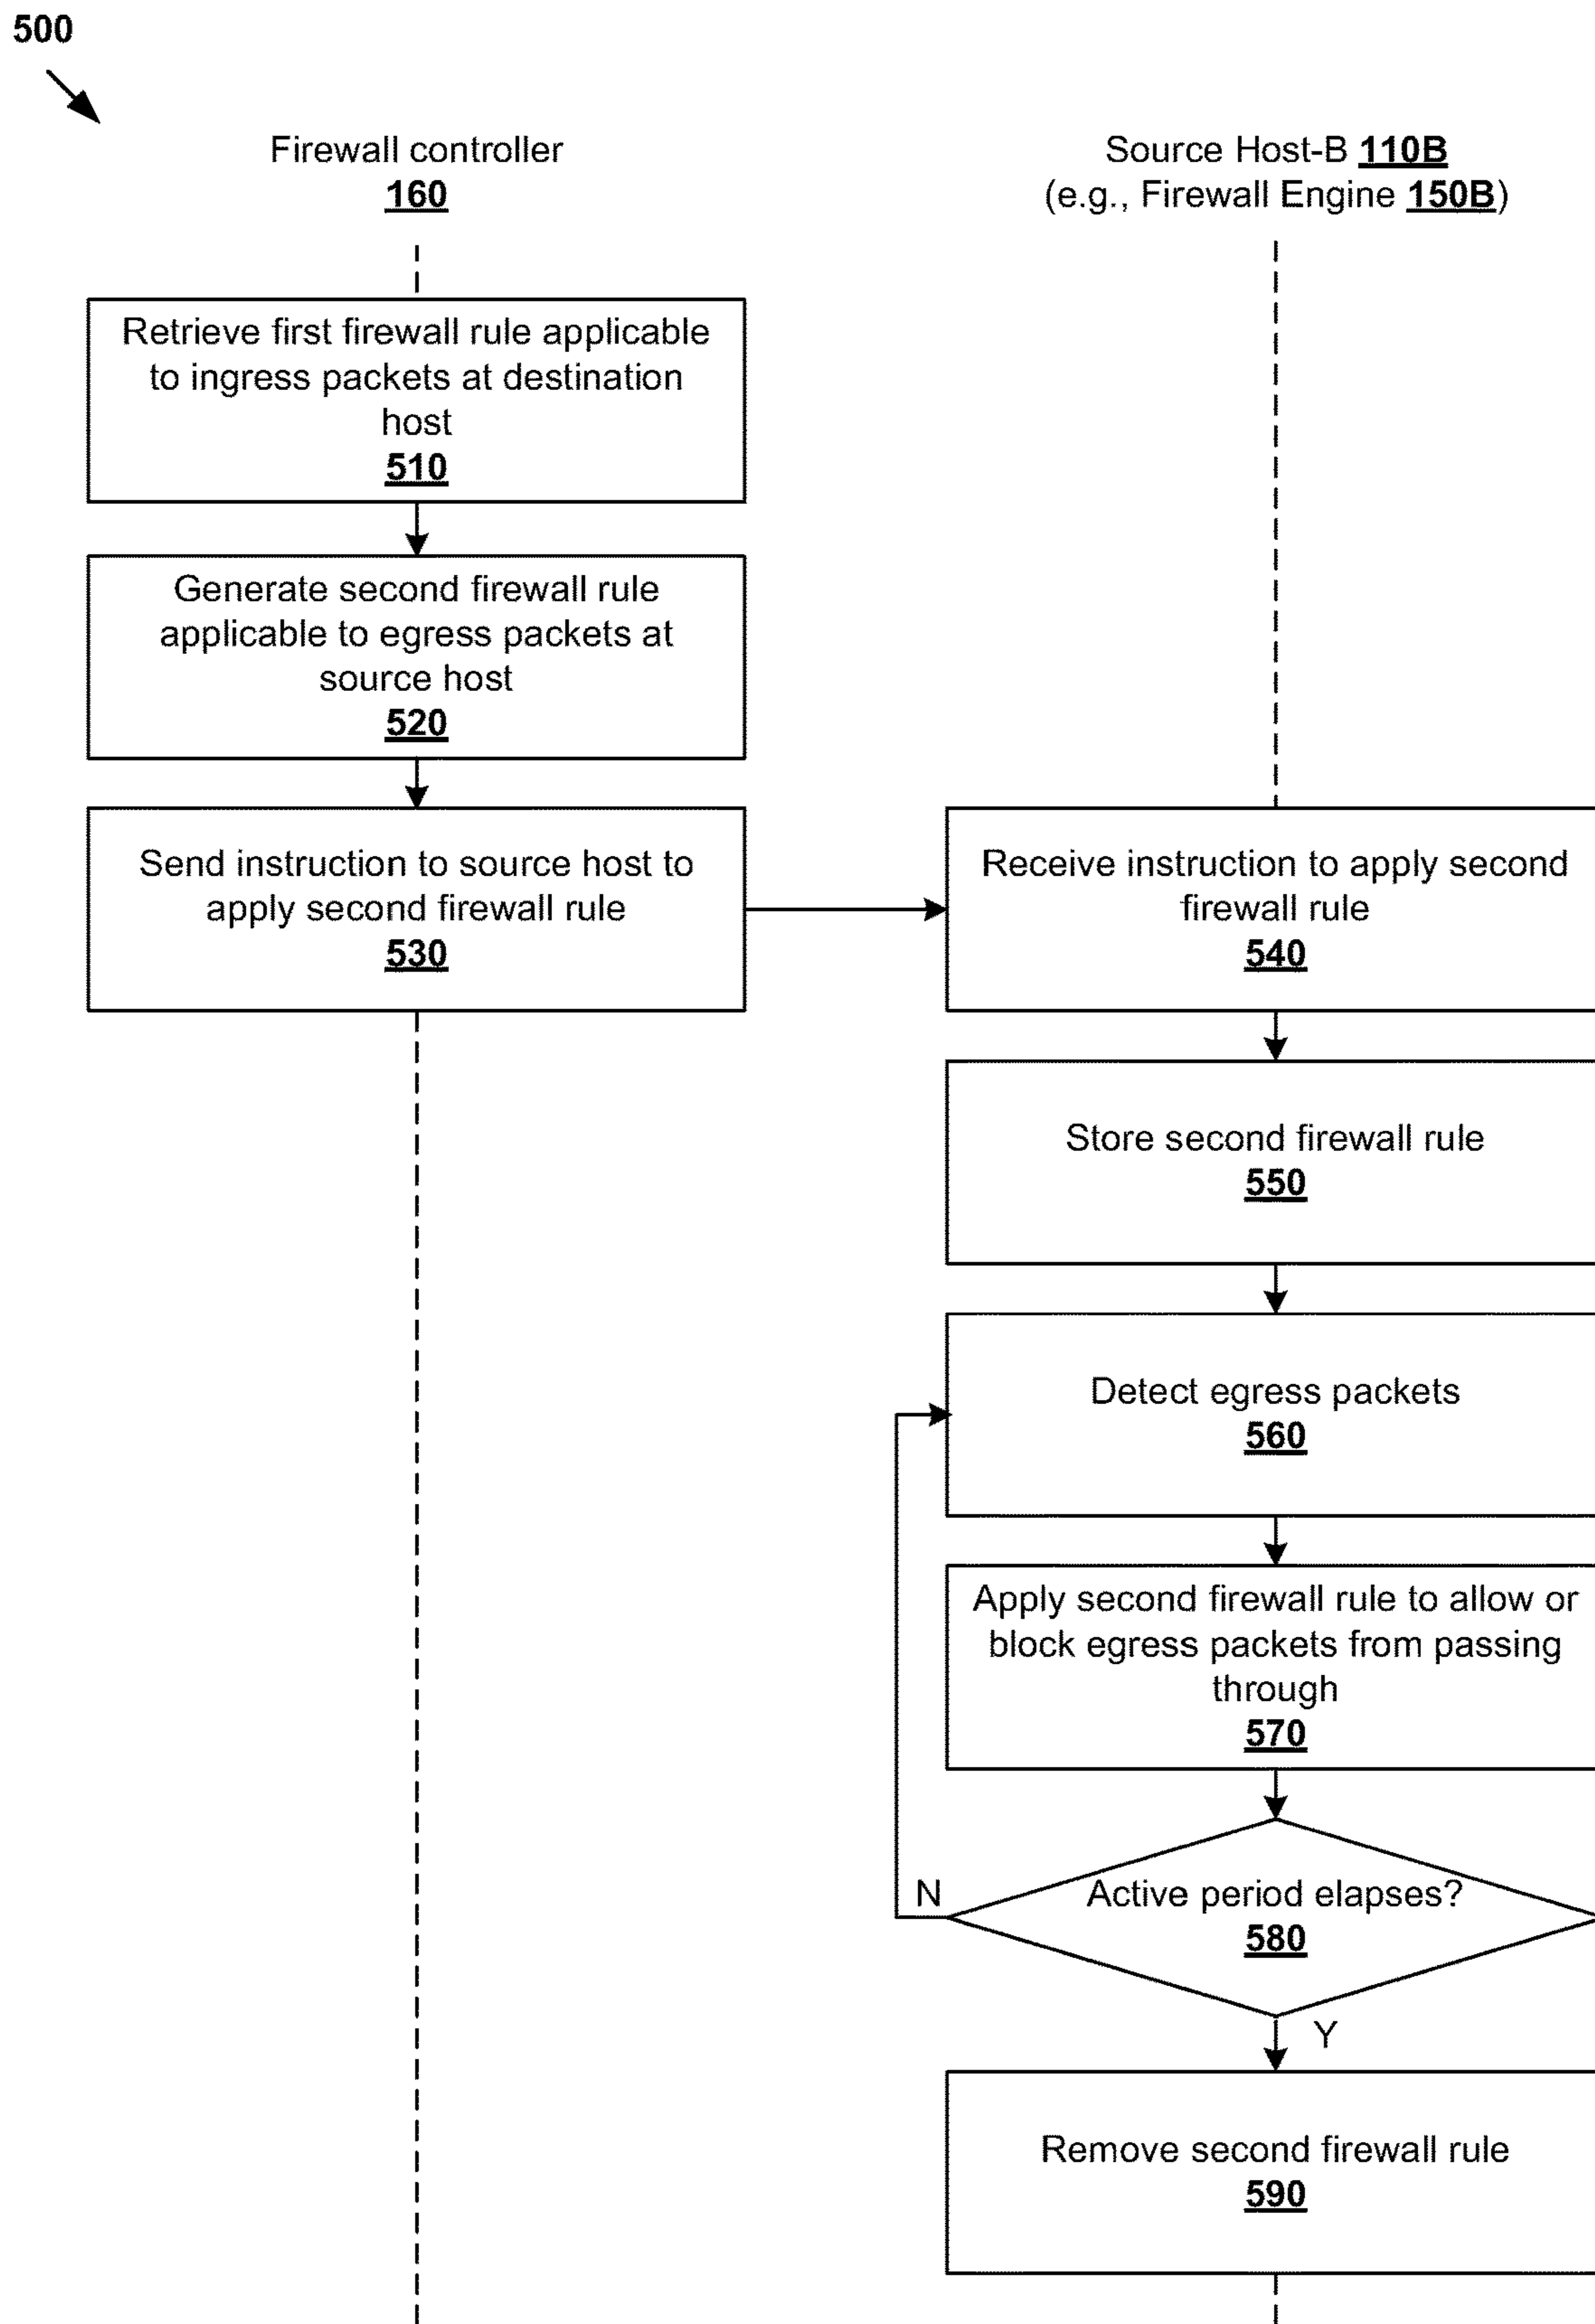 500
Firewall controller
160
Source Host-B 110B
(e.g., Firewall Engine 150B)
Retrieve first firewall rule applicable
to ingress packets at destination
host
510
Generate second firewall rule
applicable to egress packets at
source host
520
Send instruction to source host to
apply second firewall rule
530
Receive instruction to apply second
firewall rule
540
Store second firewall rule
550
Detect egress packets
560
Apply second firewall rule to allow or
block egress packets from passing
through
570
Active period elapses?
580
N
Y
Remove second firewall rule
590